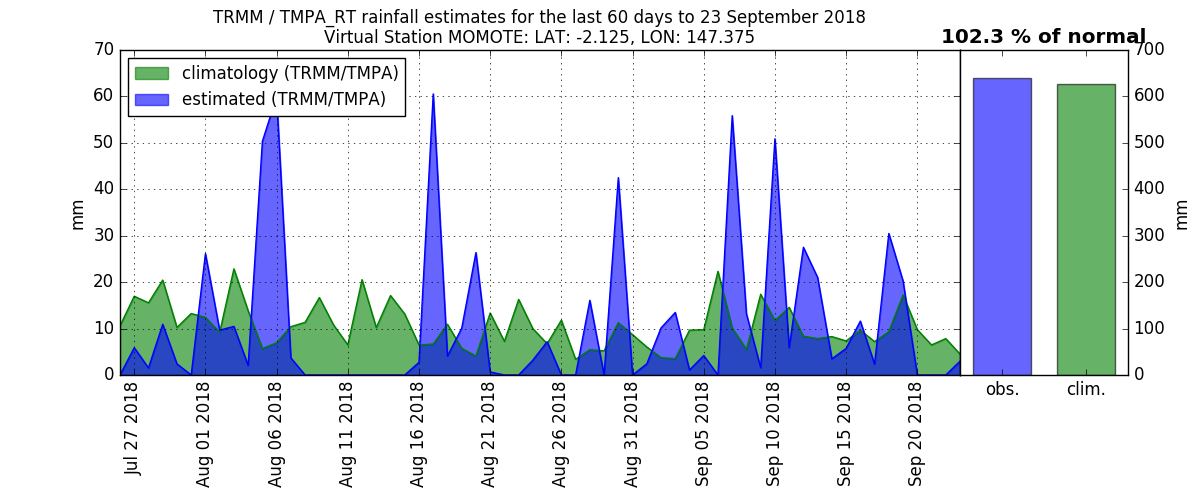 TRMM / TMPA_RT rainfall estimates for the last 60 days to 23 September 2018
Virtual Station MOMOTE: LAT: -2.125, LON: 147.375
102.3 % of normal
climatology (TRMM/TMPA)
estimated (TRMM/TMPA)
70
60
50
40
30
20
10
0
mm
Jul 27 2018
Aug 01 2018
Aug 06 2018
Aug 11 2018
Aug 16 2018
Aug 21 2018
Aug 26 2018
Aug 31 2018
Sep 05 2018
Sep 10 2018
Sep 15 2018
Sep 20 2018
obs.
clim.
700
600
500
400
300
200
100
0
mm